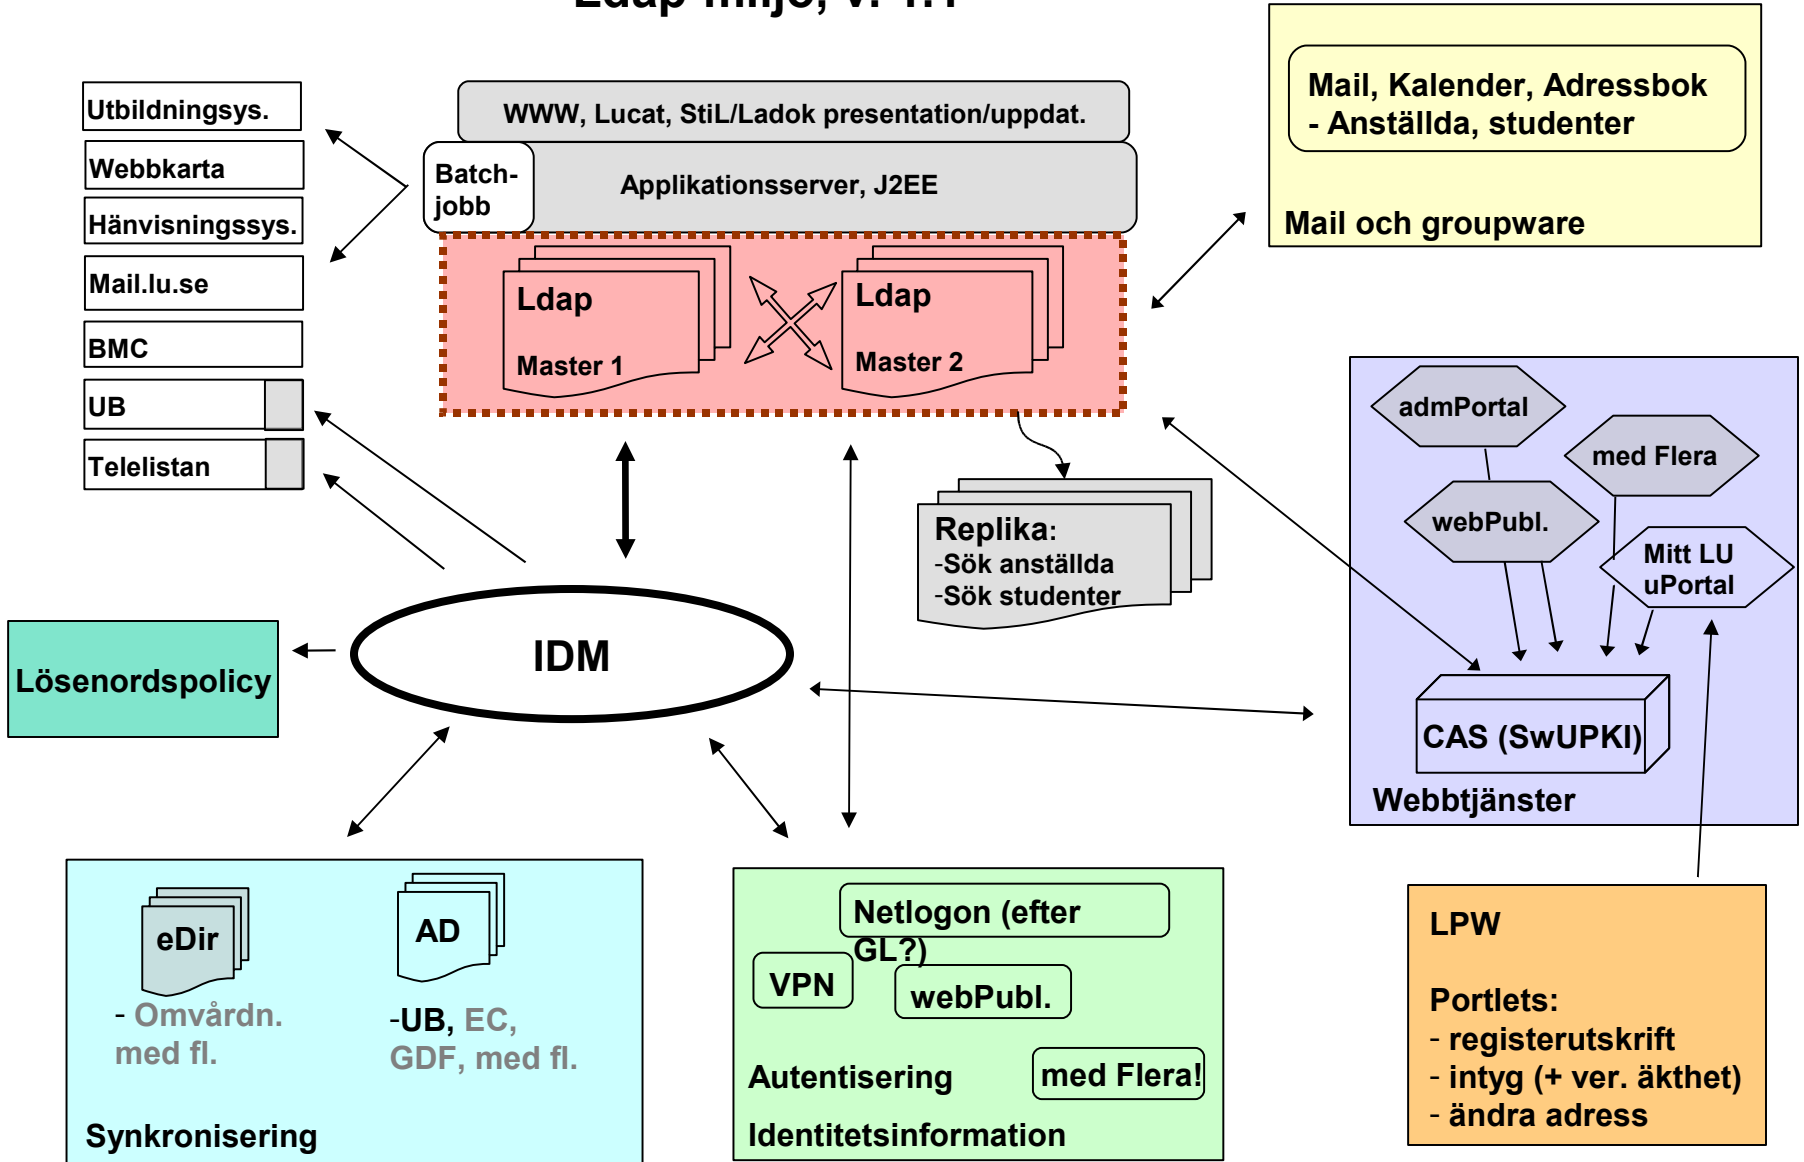 Utbildningsys.
Webbkarta
Hänvisningssys.
Mail.lu.se
BMC
UB
Telelistan
WWW, Lucat, StiL/Ladok presentation/uppdat.
Batch-
jobb
Applikationsserver, J2EE
Ldap
Master 1
Ldap
Master 2
Mail, Kalender, Adressbok
- Anställda, studenter
Mail och groupware
Replika:
-Sök anställda
-Sök studenter
admPortal
med Flera
webPubl.
Mitt LU
uPortal
CAS (SwUPKI)
Webbtjänster
IDM
Lösenordspolicy
eDir
- Omvårdn.
med fl.
AD
-UB, EC,
GDF, med fl.
Synkronisering
Netlogon (efter
GL?)
VPN
webPubl.
Autentisering
med Flera!
Identitetsinformation
LPW
Portlets:
- registerutskrift
- intyg (+ ver. äkthet)
- ändra adress